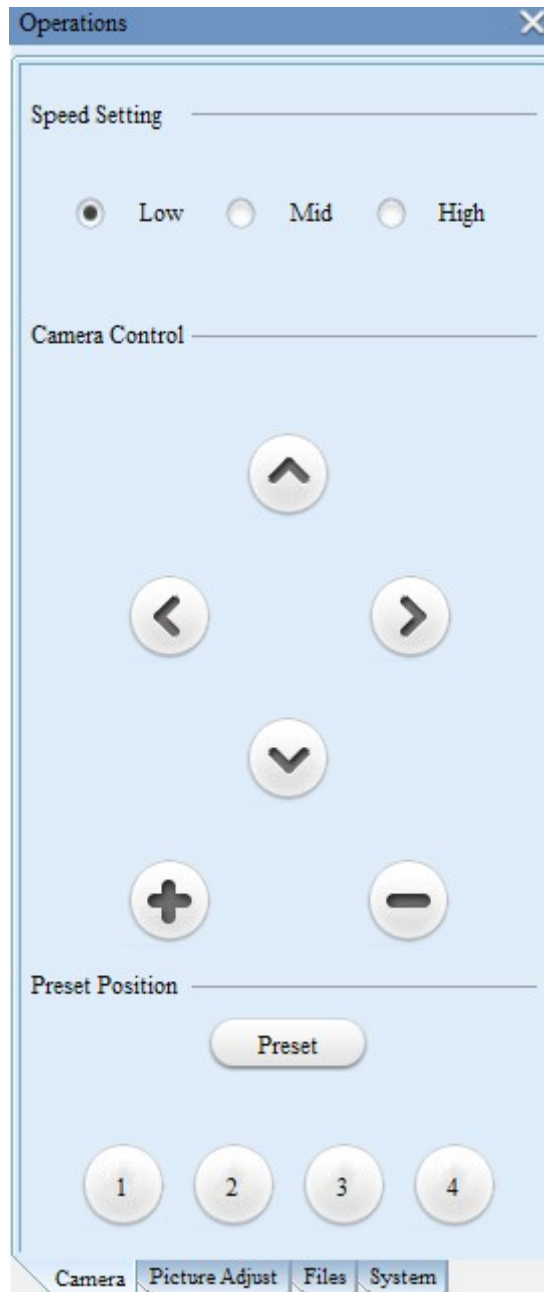 Operations
Speed Setting
Low Mid High
Camera Control
Preset Position
Preset
1 2 3 4
Camera Picture Adjust Files System